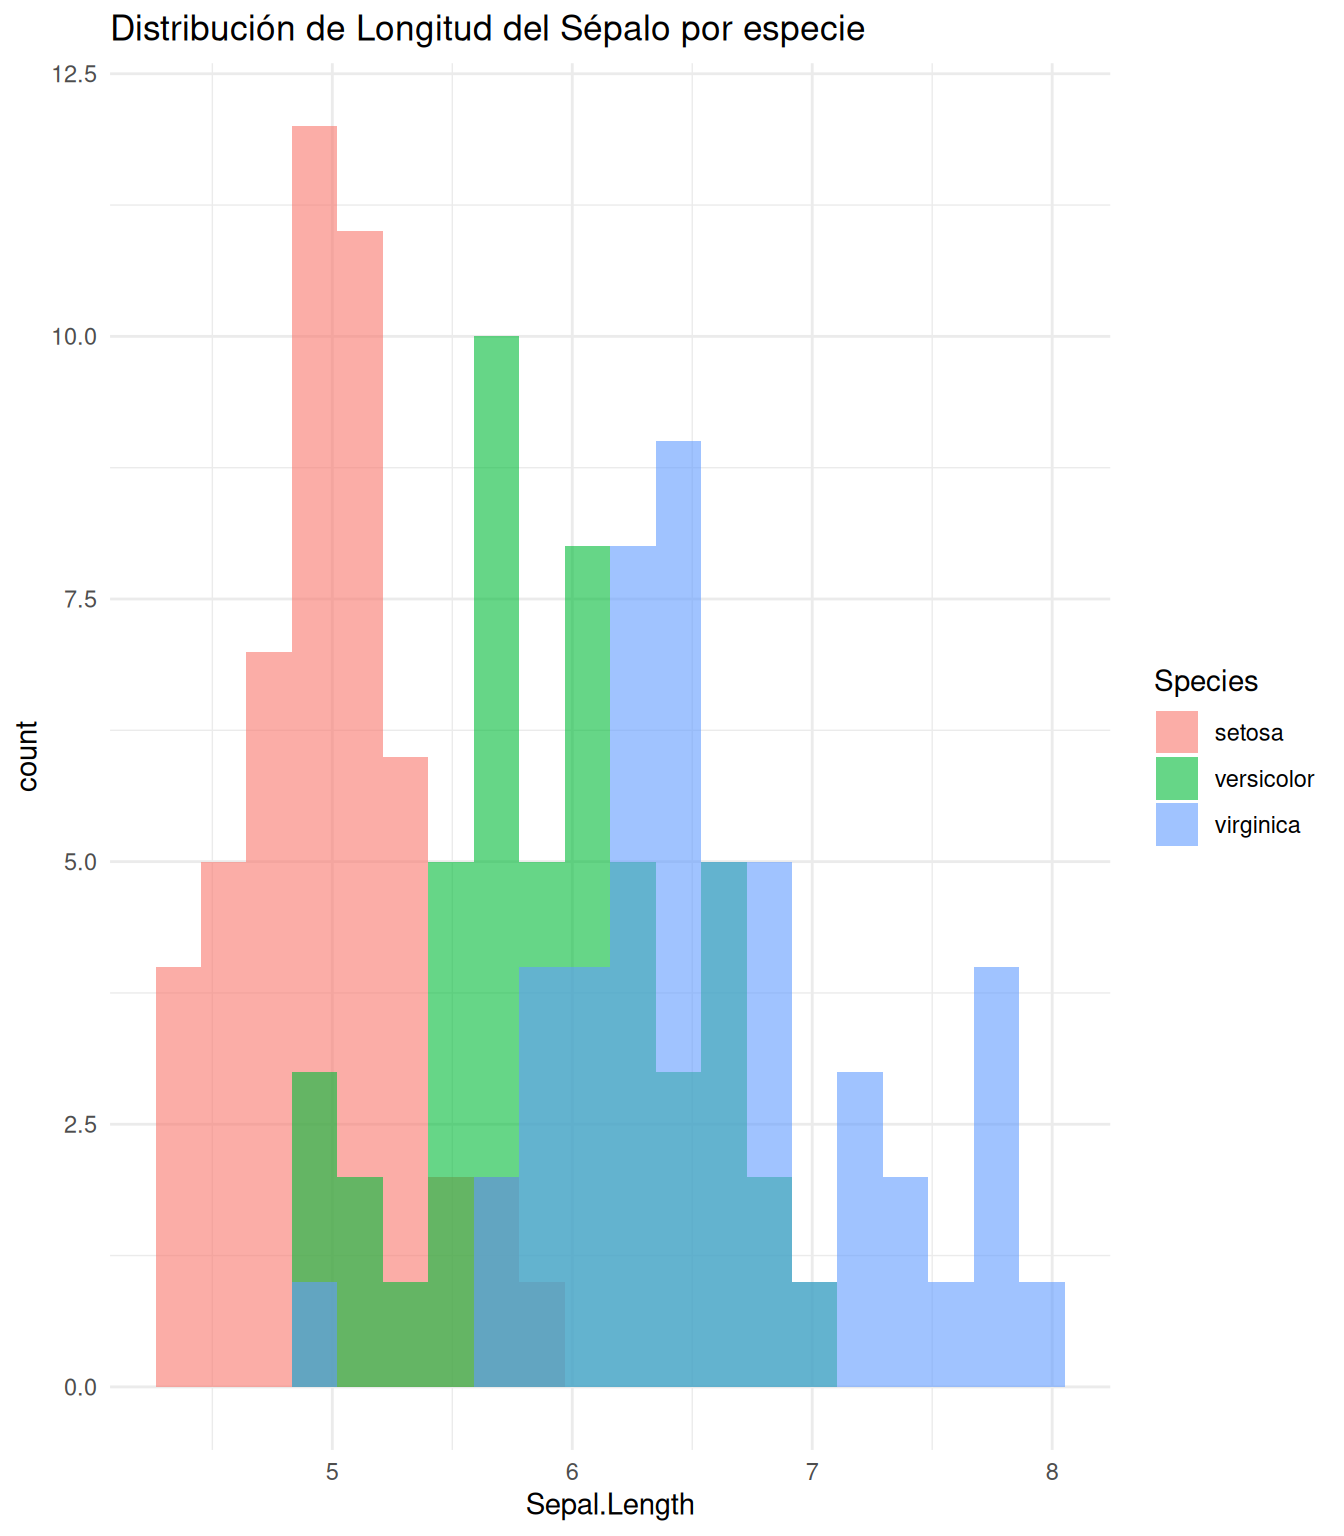 Distribución de Longitud del Sépalo por especie
12.5
10.0
7.5
5.0
2.5
0.0
count
5 6 7 8
Sepal.Length
Species
setosa
versicolor
virginica